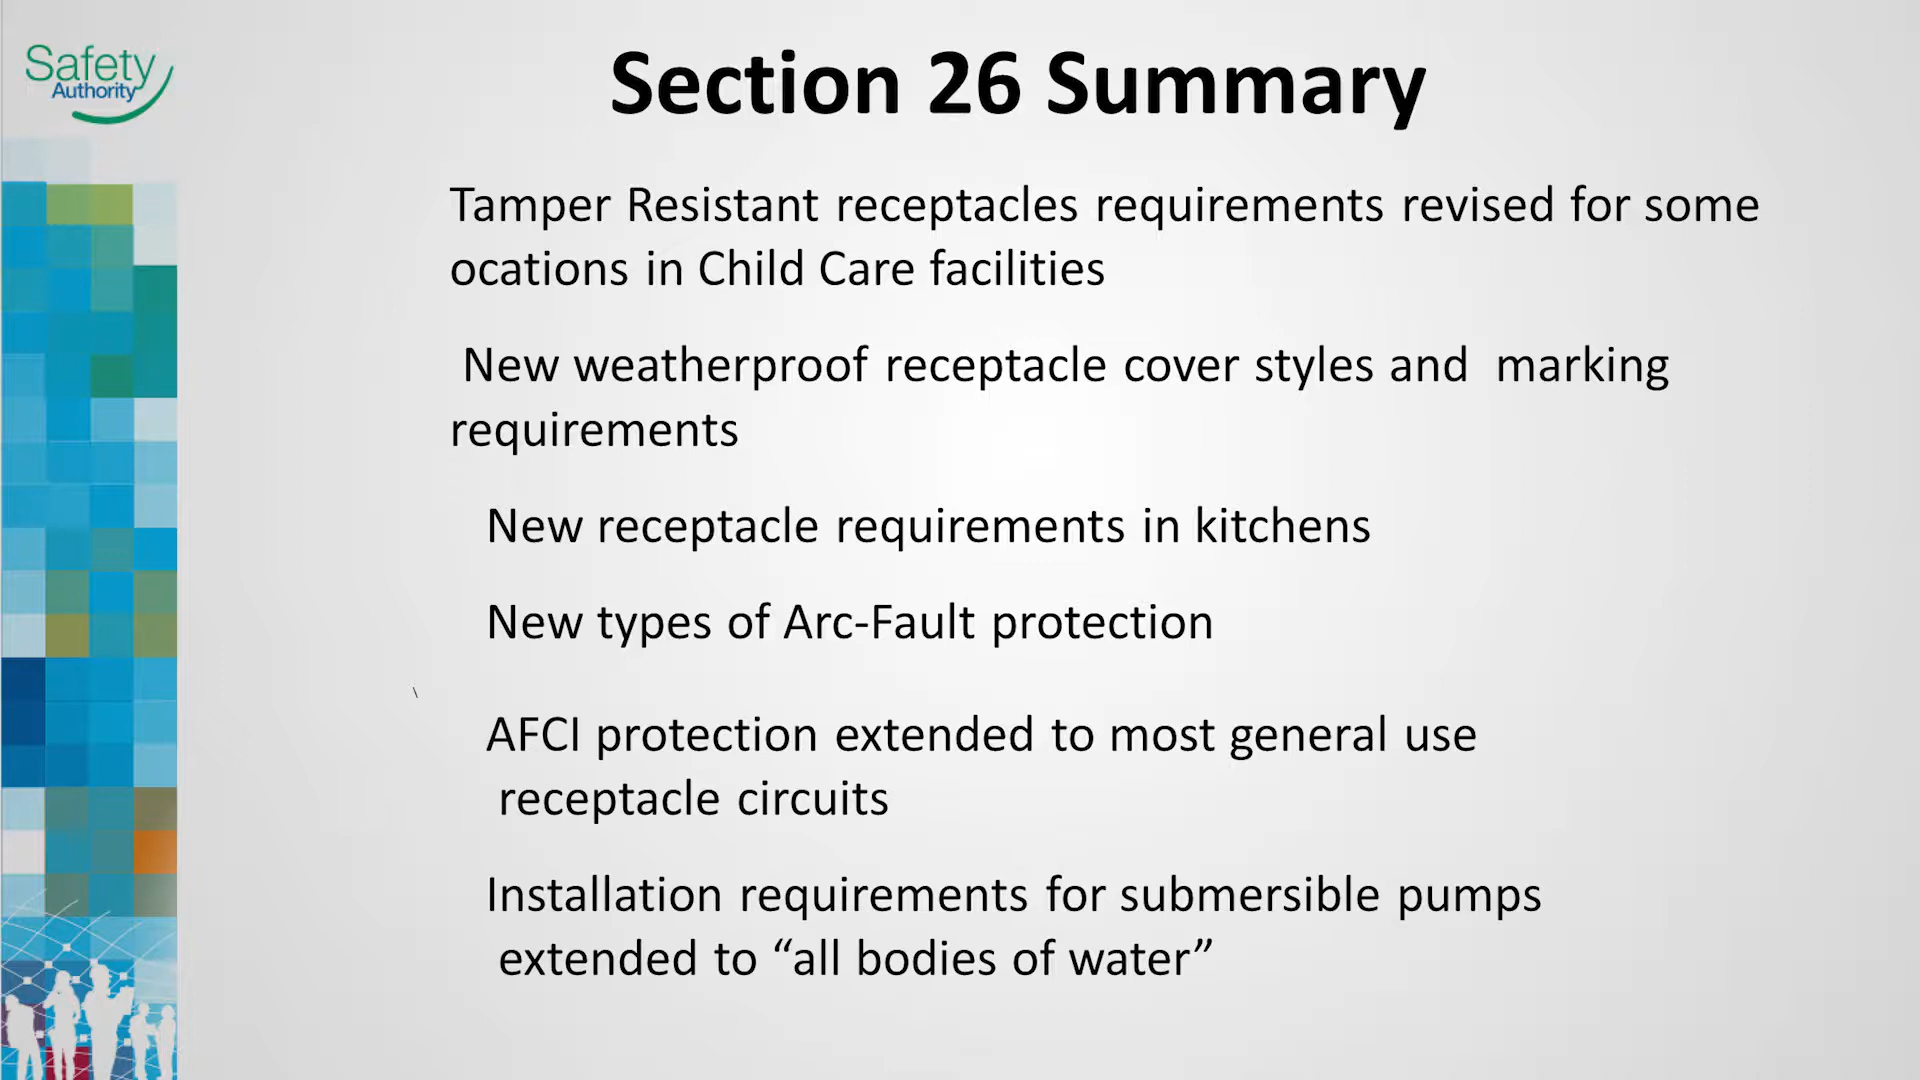 Safety
Authority
Section 26 Summary
Tamper Resistant receptacles requirements revised for some
ocations in Child Care facilities
New weatherproof receptacle cover styles and  marking
requirements
New receptacle requirements in kitchens
New types of Arc-Fault protection
\
AFCI protection extended to most general use
receptacle circuits
Installation requirements for submersible pumps
extended to “all bodies of water”